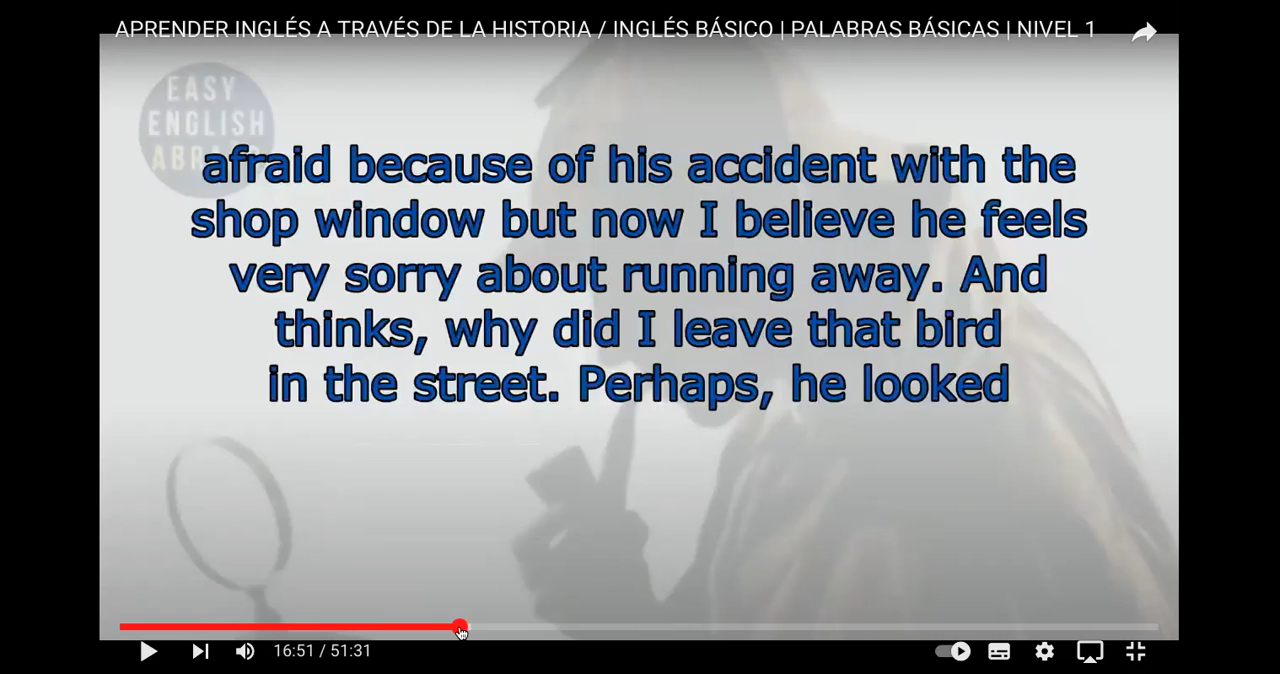 APRENDER INGLÉS A TRAVÉS DE LA HISTORIA / INGLÉS BÁSICO | PALABRAS BÁSICAS | NIVEL 1
EASY
ENGLISH
afraid because of his accident with the
shop window but now I believe he feels
very sorry about running away. And
thinks, why did I leave that bird
in the street. Perhaps, he looked
16:51 / 51:31